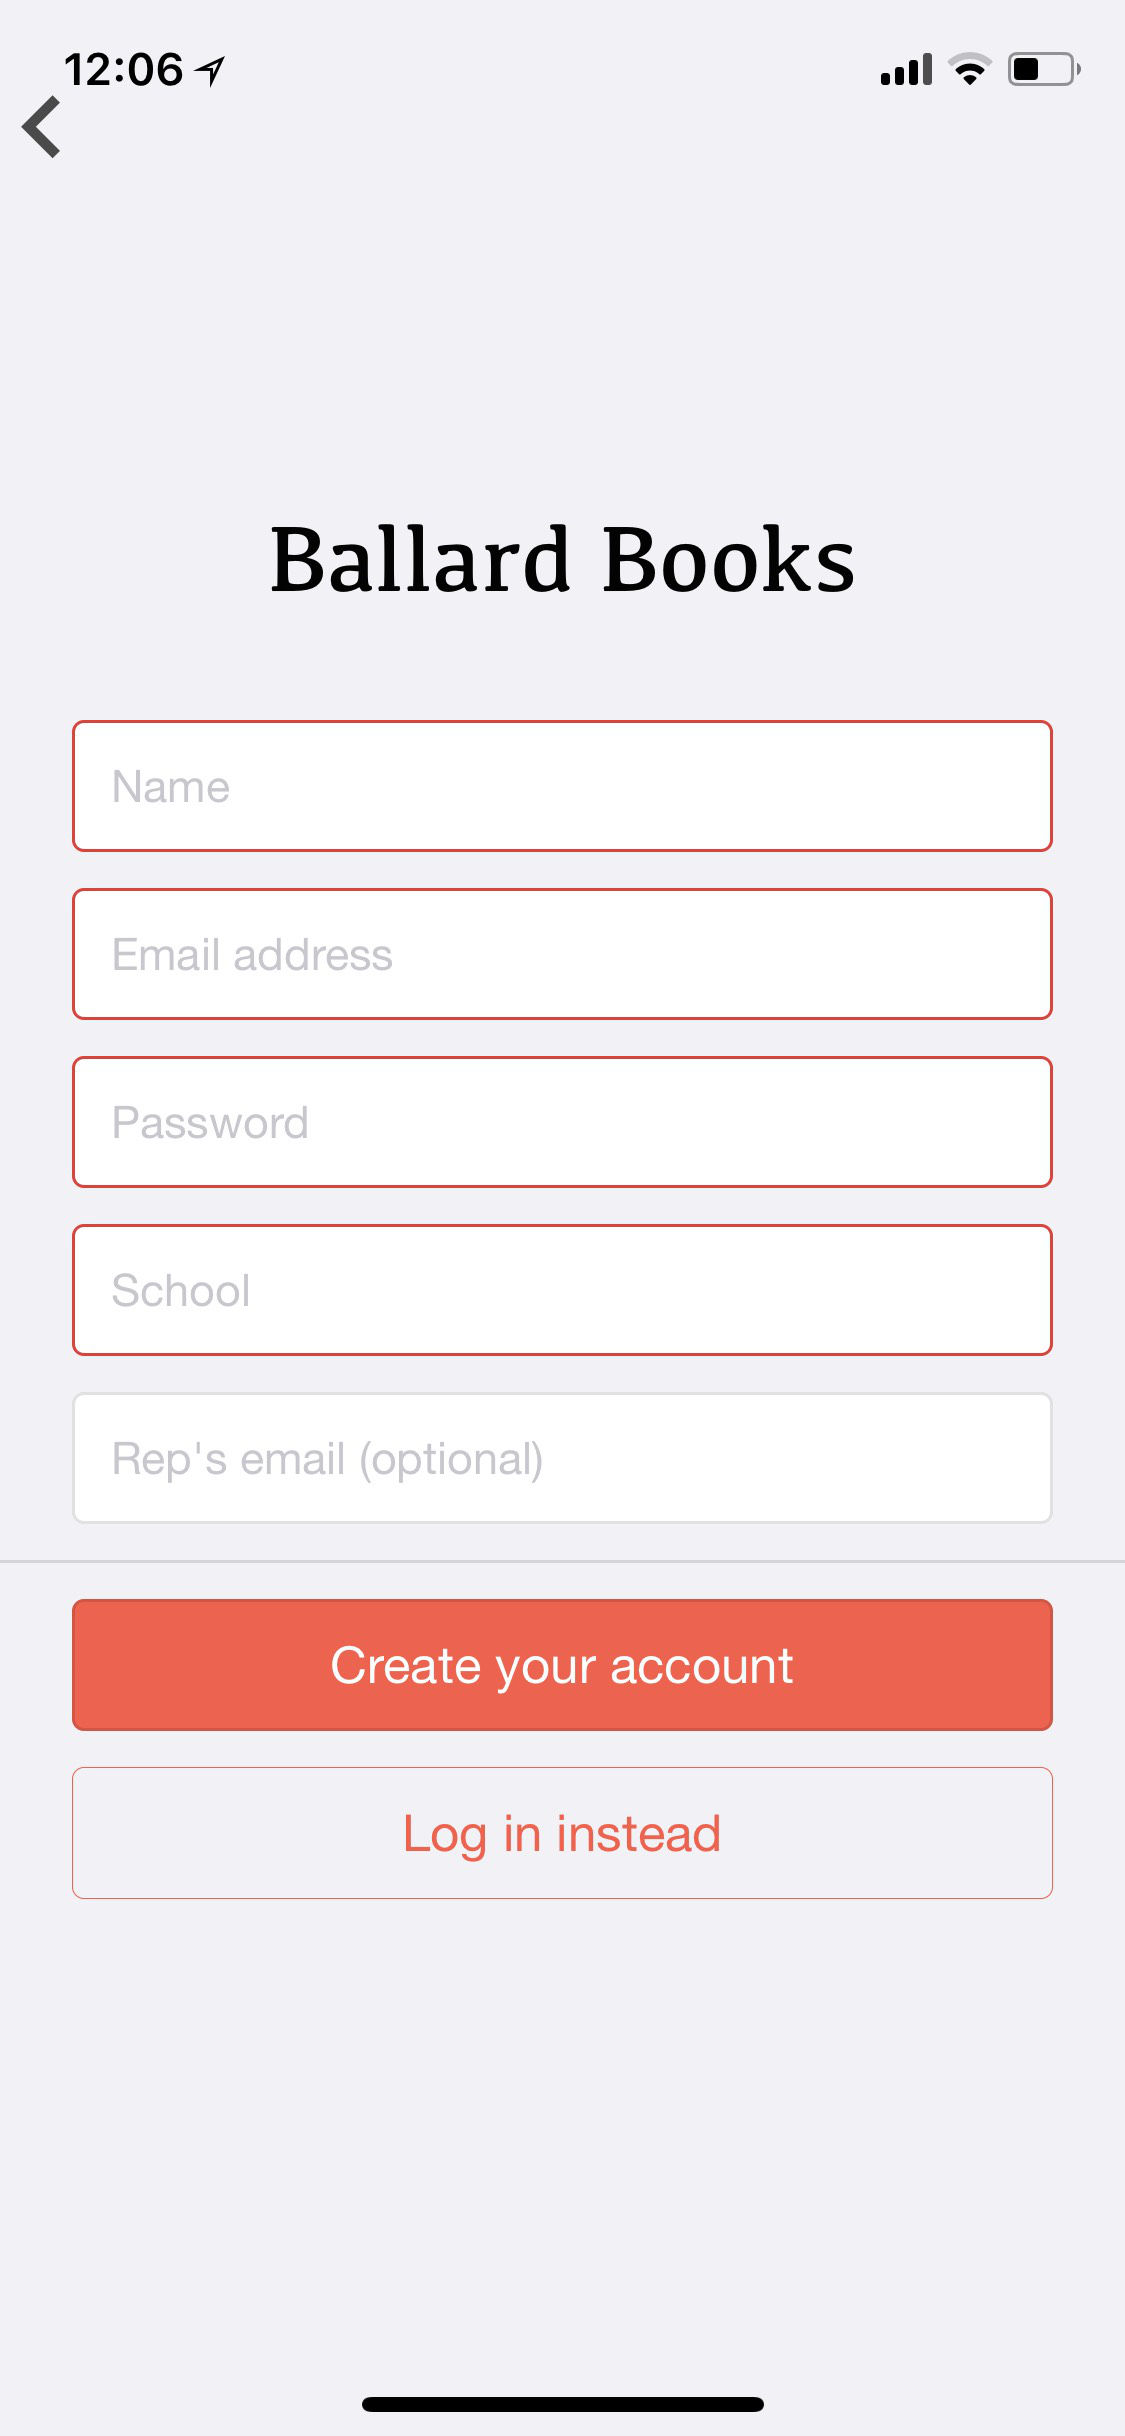 12:06
Ballard Books
Name
Email address
Password
School
Rep's email (optional)
Create your account
Log in instead